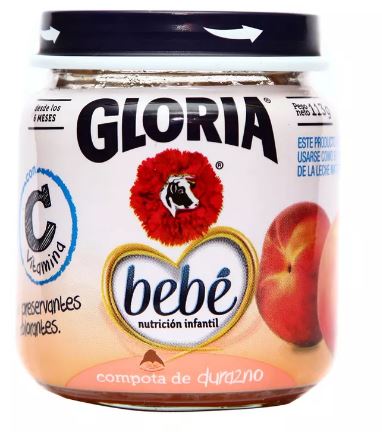 desde los
6 MESES
GLORIA®
Peso
neto 113g
ESTE PRODUCTO
USARSE COMO
DE LA LECHE
con
C
Vitamina
®
bebé
nutrición infantil
preservantes
compota de durazno